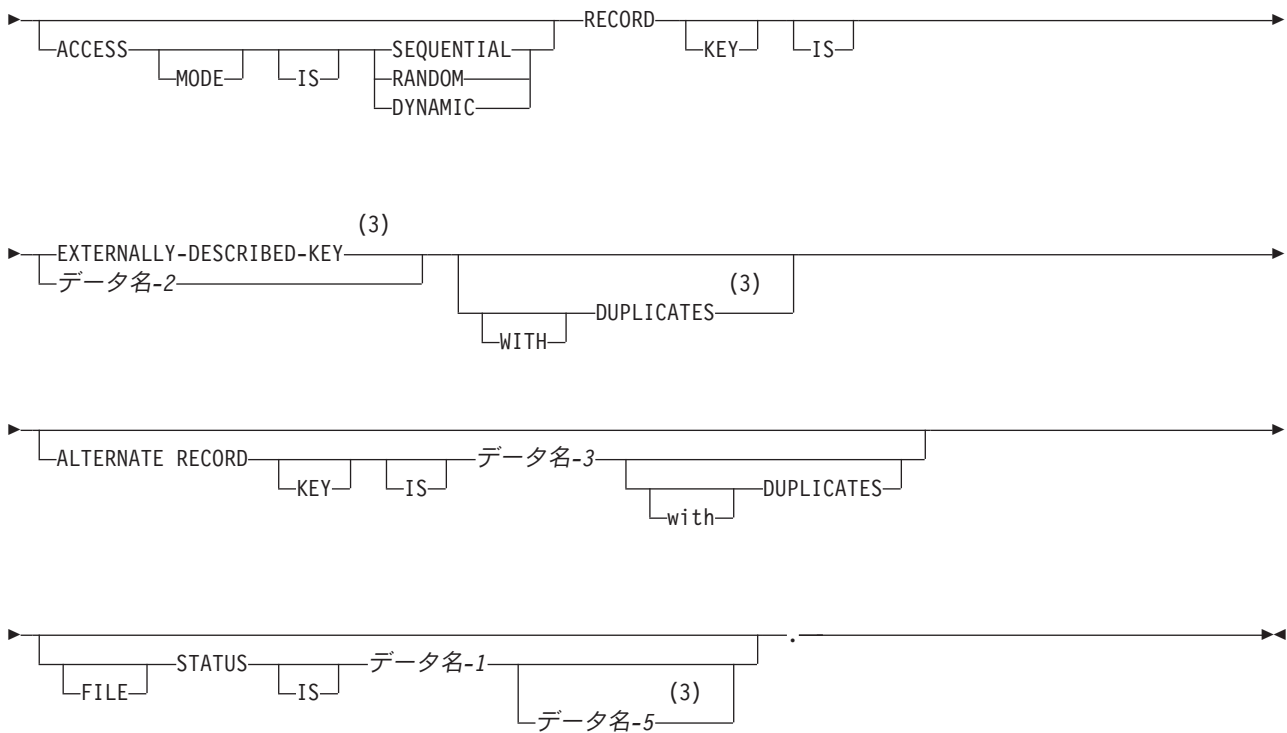 RECORD
ACCESS MODE IS SEQUENTIAL KEY IS
RANDOM
DYNAMIC
(3)
EXTERNALLY-DESCRIBED-KEY
データ名-2 (3)
WITH DUPLICATES
ALTERNATE RECORD KEY IS データ名-3 with DUPLICATES
FILE STATUS IS データ名-1 .
(3)
データ名-5